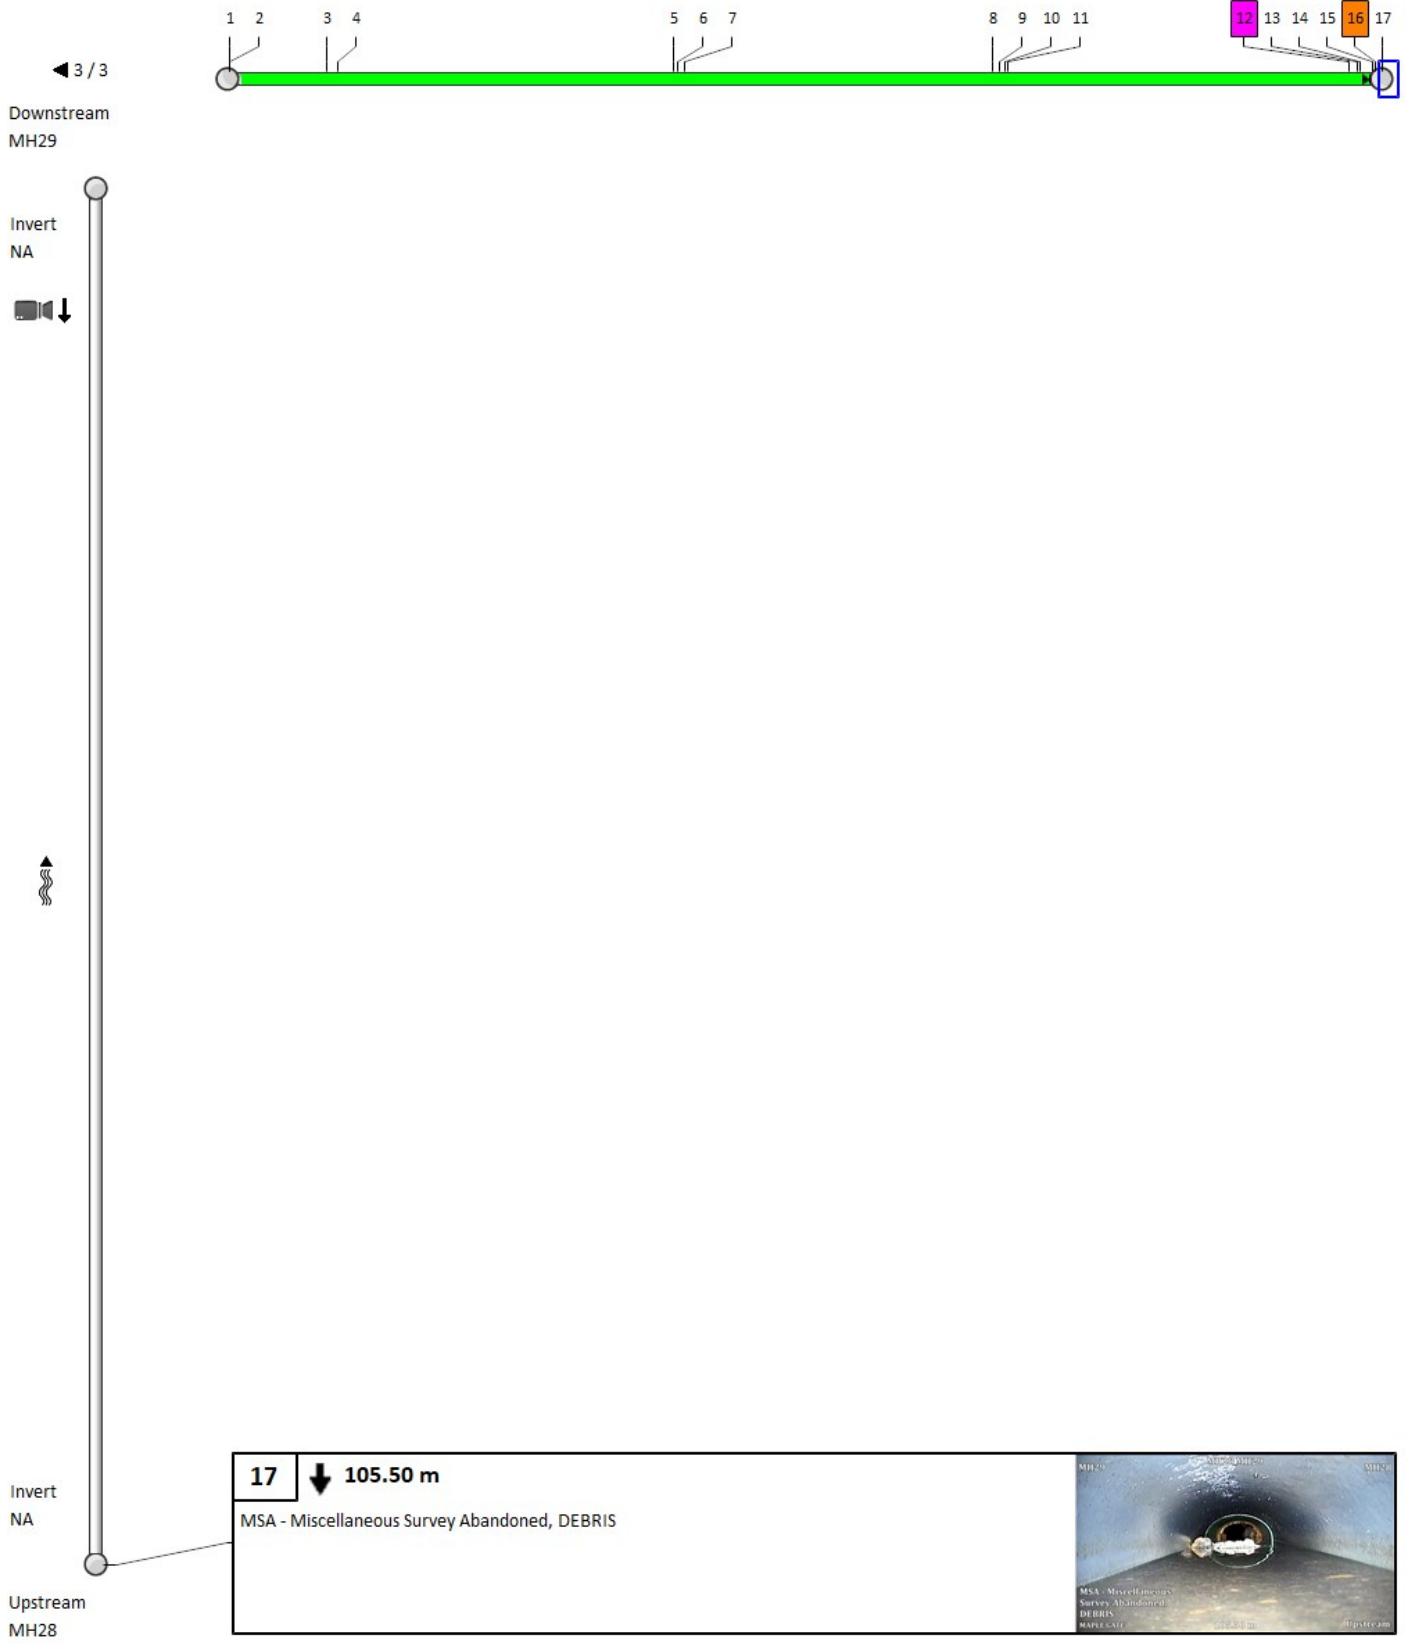 1 2 3 4 5 6 7 8 9 10 11 12 13 14 15 16 17
3 / 3
Downstream
MH29
Invert
NA
Invert
NA
Upstream
MH28
17 105.50 m
MSA - Miscellaneous Survey Abandoned, DEBRIS
MH29
MH28
MSA - Miscellaneous
Survey Abandoned,
DEBRIS
MAPLE GATE
Upstream